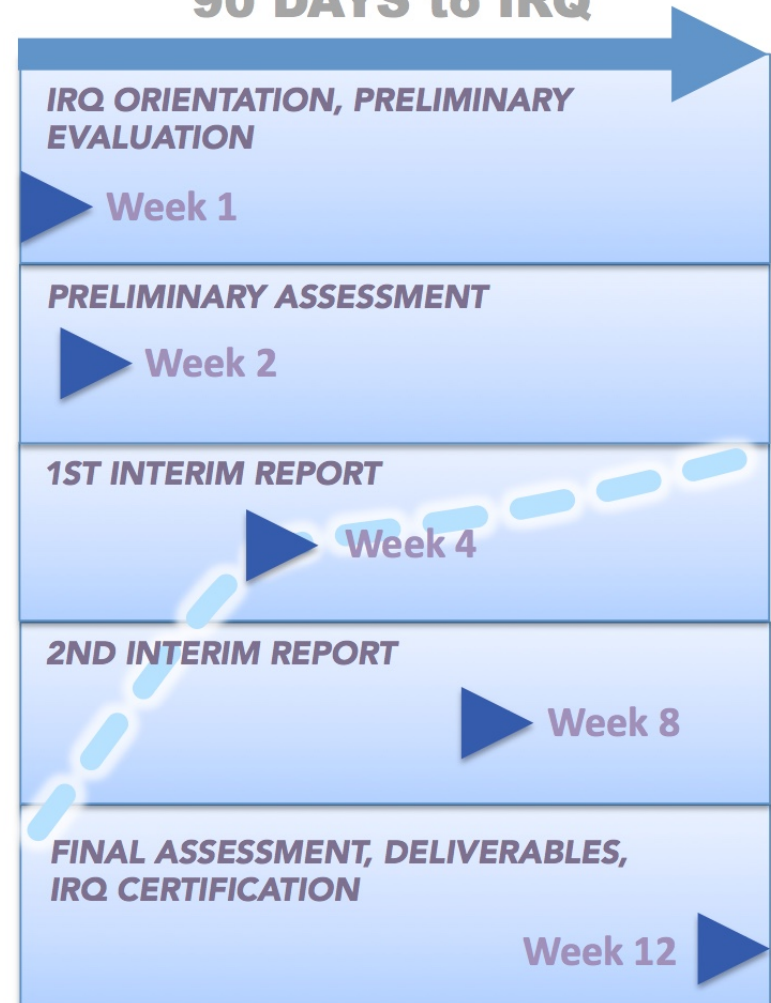 90 DAYS to IRQ
IRQ ORIENTATION, PRELIMINARY
EVALUATION
Week 1
PRELIMINARY ASSESSMENT
Week 2
1ST INTERIM REPORT
Week 4
2ND INTERIM REPORT
Week 8
FINAL ASSESSMENT, DELIVERABLES,
IRQ CERTIFICATION
Week 12